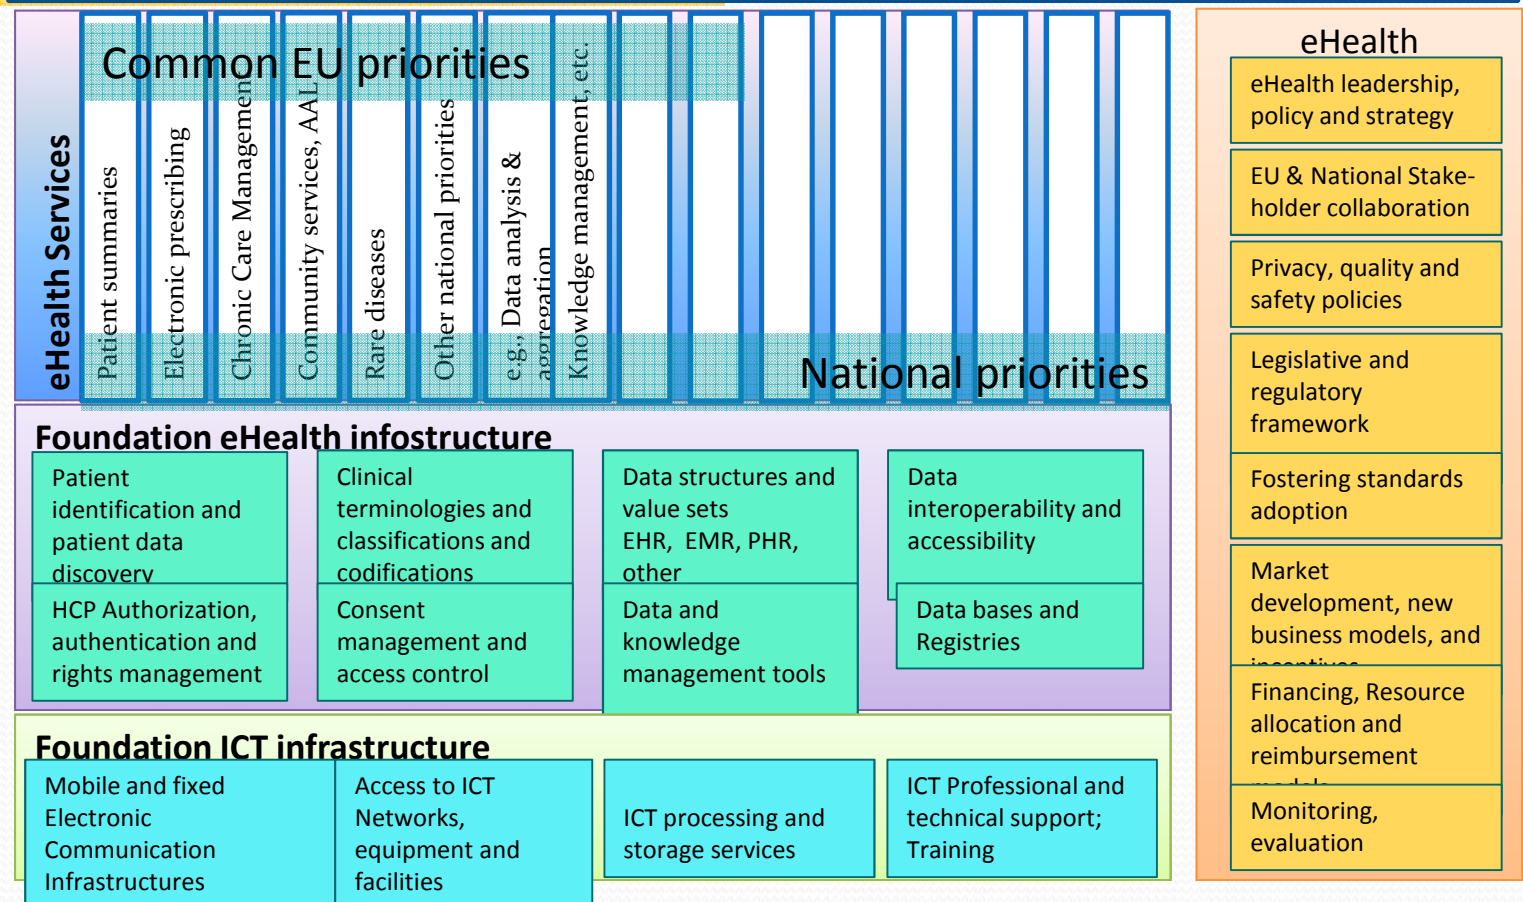 Common EU priorities
eHealth Services
Patient summaries
Electronic prescribing
Chronic Care Management
Community services, AAL
Rare diseases
Other national priorities
e.g., Data analysis &
aggregation
Knowledge management, etc.
National priorities
Foundation eHealth infostructure
Patient
identification and
patient data
discovery
Clinical
terminologies and
classifications and
codifications
Data structures and
value sets
EHR, EMR, PHR,
other
Data
interoperability and
accessibility
HCP Authorization,
authentication and
rights management
Consent
management and
access control
Data and
knowledge
management tools
Data bases and
Registries
Foundation ICT infrastructure
Mobile and fixed
Electronic
Communication
Infrastructures
Access to ICT
Networks,
equipment and
facilities
ICT processing and
storage services
ICT Professional and
technical support;
Training
eHealth
eHealth leadership,
policy and strategy
EU & National Stake-
holder collaboration
Privacy, quality and
safety policies
Legislative and
regulatory
framework
Fostering standards
adoption
Market
development, new
business models, and
incentives
Financing, Resource
allocation and
reimbursement
Monitoring,
evaluation